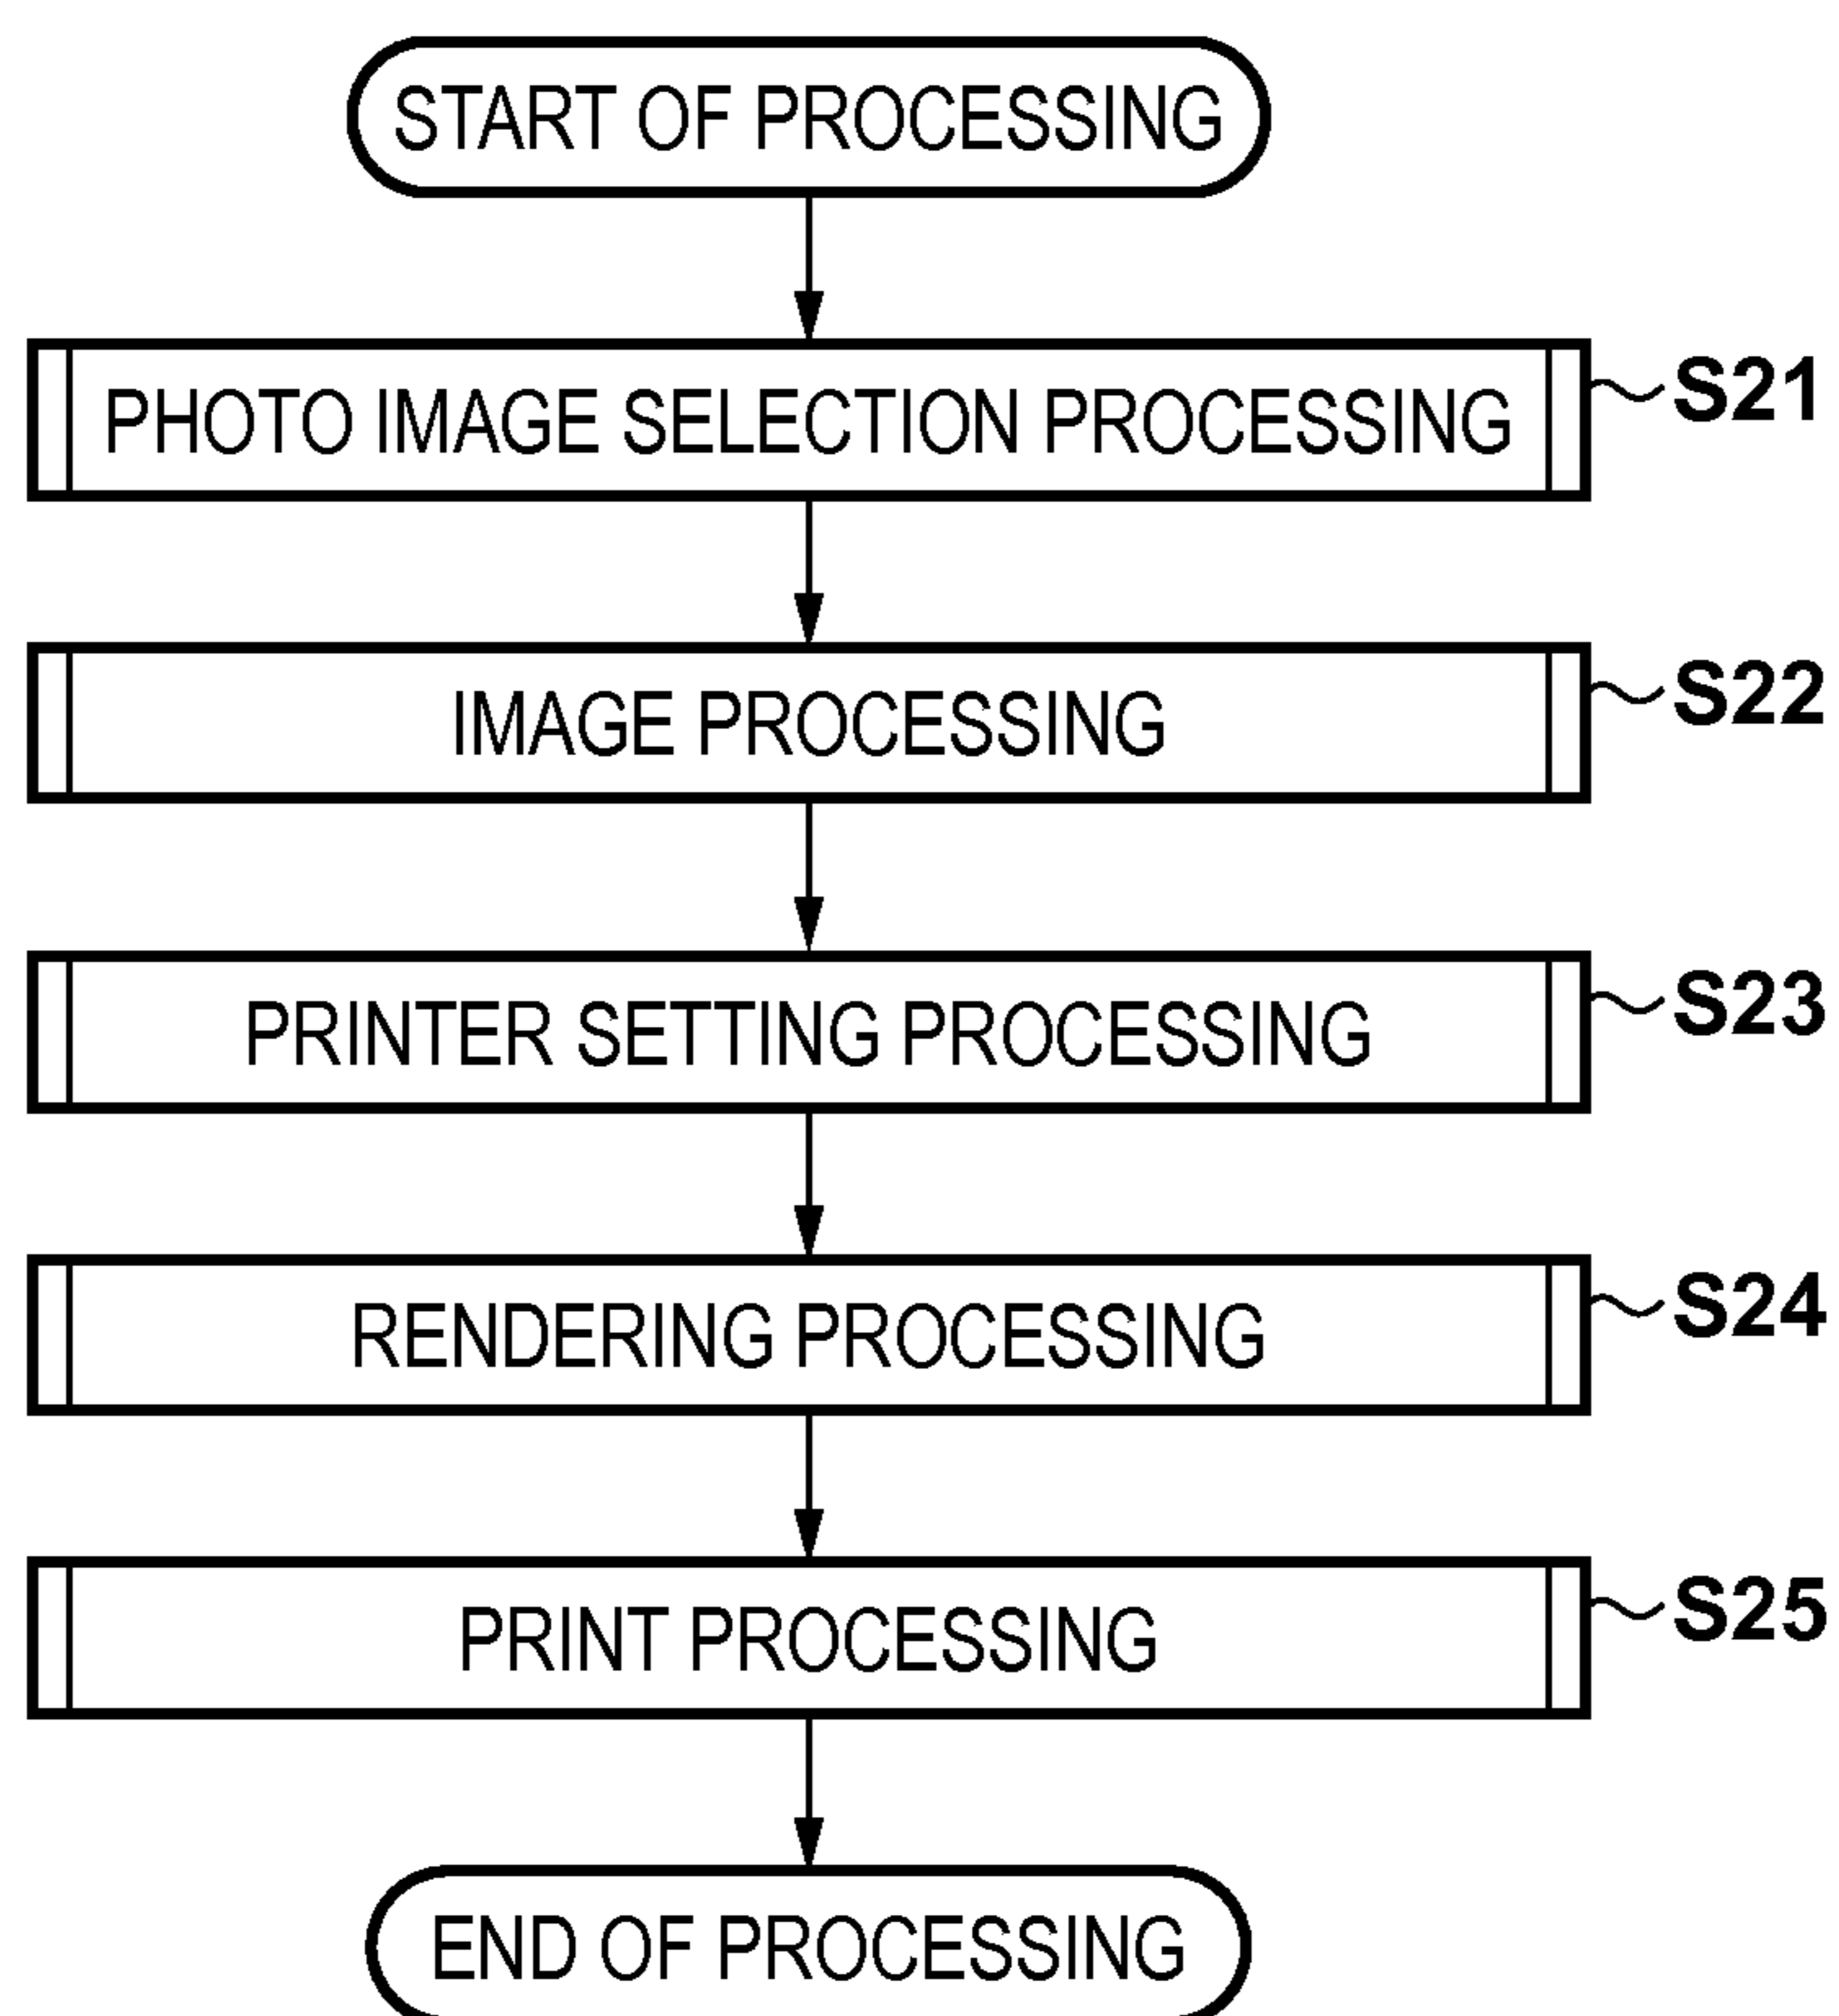 START OF PROCESSING
PHOTO IMAGE SELECTION PROCESSING S21
IMAGE PROCESSING S22
PRINTER SETTING PROCESSING S23
RENDERING PROCESSING S24
PRINT PROCESSING S25
END OF PROCESSING